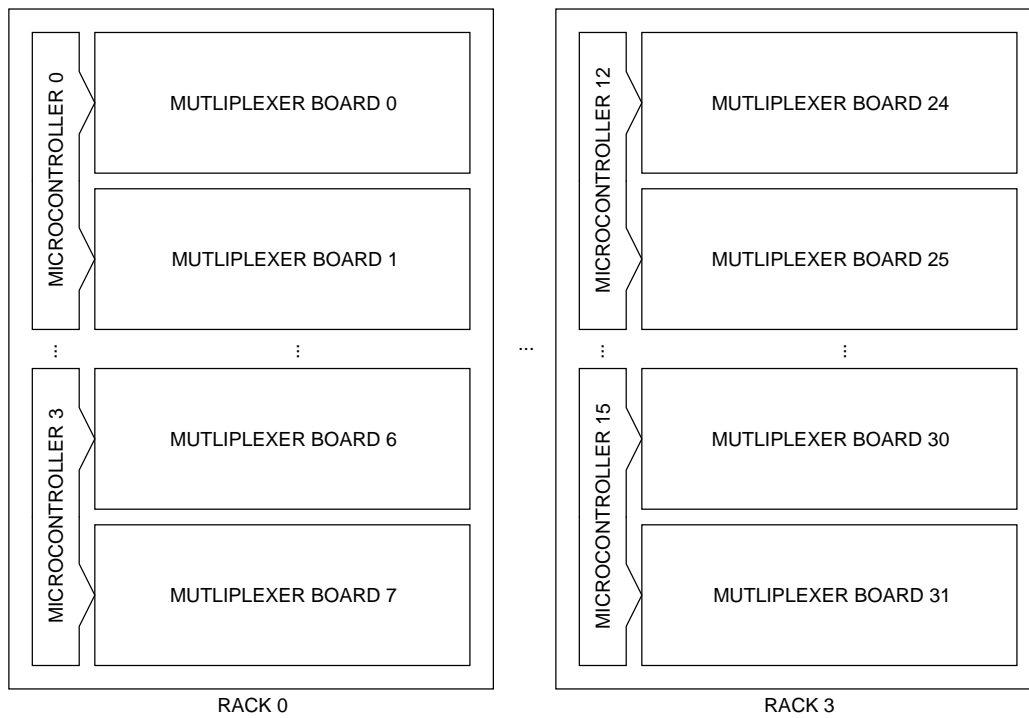 MICROCONTROLLER 0
MUTLIPLEXER BOARD 0
MUTLIPLEXER BOARD 1
...
...
MICROCONTROLLER 3
MUTLIPLEXER BOARD 6
MUTLIPLEXER BOARD 7
RACK 0
...
MICROCONTROLLER 12
MUTLIPLEXER BOARD 24
MUTLIPLEXER BOARD 25
...
...
MICROCONTROLLER 15
MUTLIPLEXER BOARD 30
MUTLIPLEXER BOARD 31
RACK 3